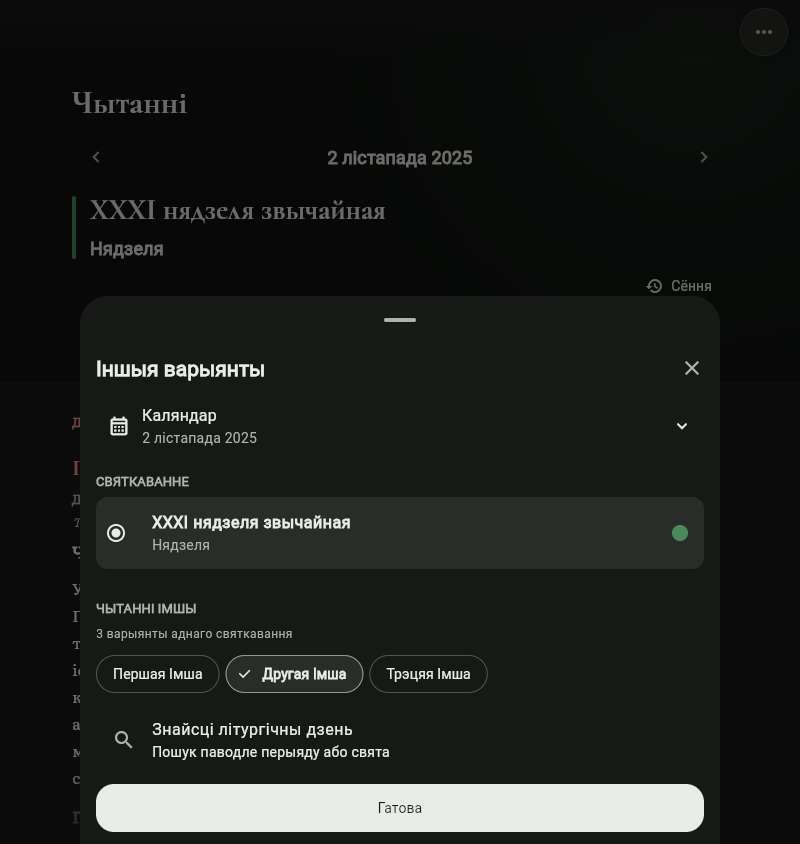 Чытанні
2 лістапада 2025
XXXI нядзеля звычайная
Нядзеля
Сёння
Іншыя варыянты
Каляндар
2 лістапада 2025
СВЯТКАВАННЕ
XXXI нядзеля звычайная
Нядзеля
ЧЫТАННІ ІМШЫ
3 варыянты аднаго святкавання
Першая Імша
Другая Імша
Трэцяя Імша
Знайсці літургічны дзень
Пошук паводле перыяду або свята
Гатова